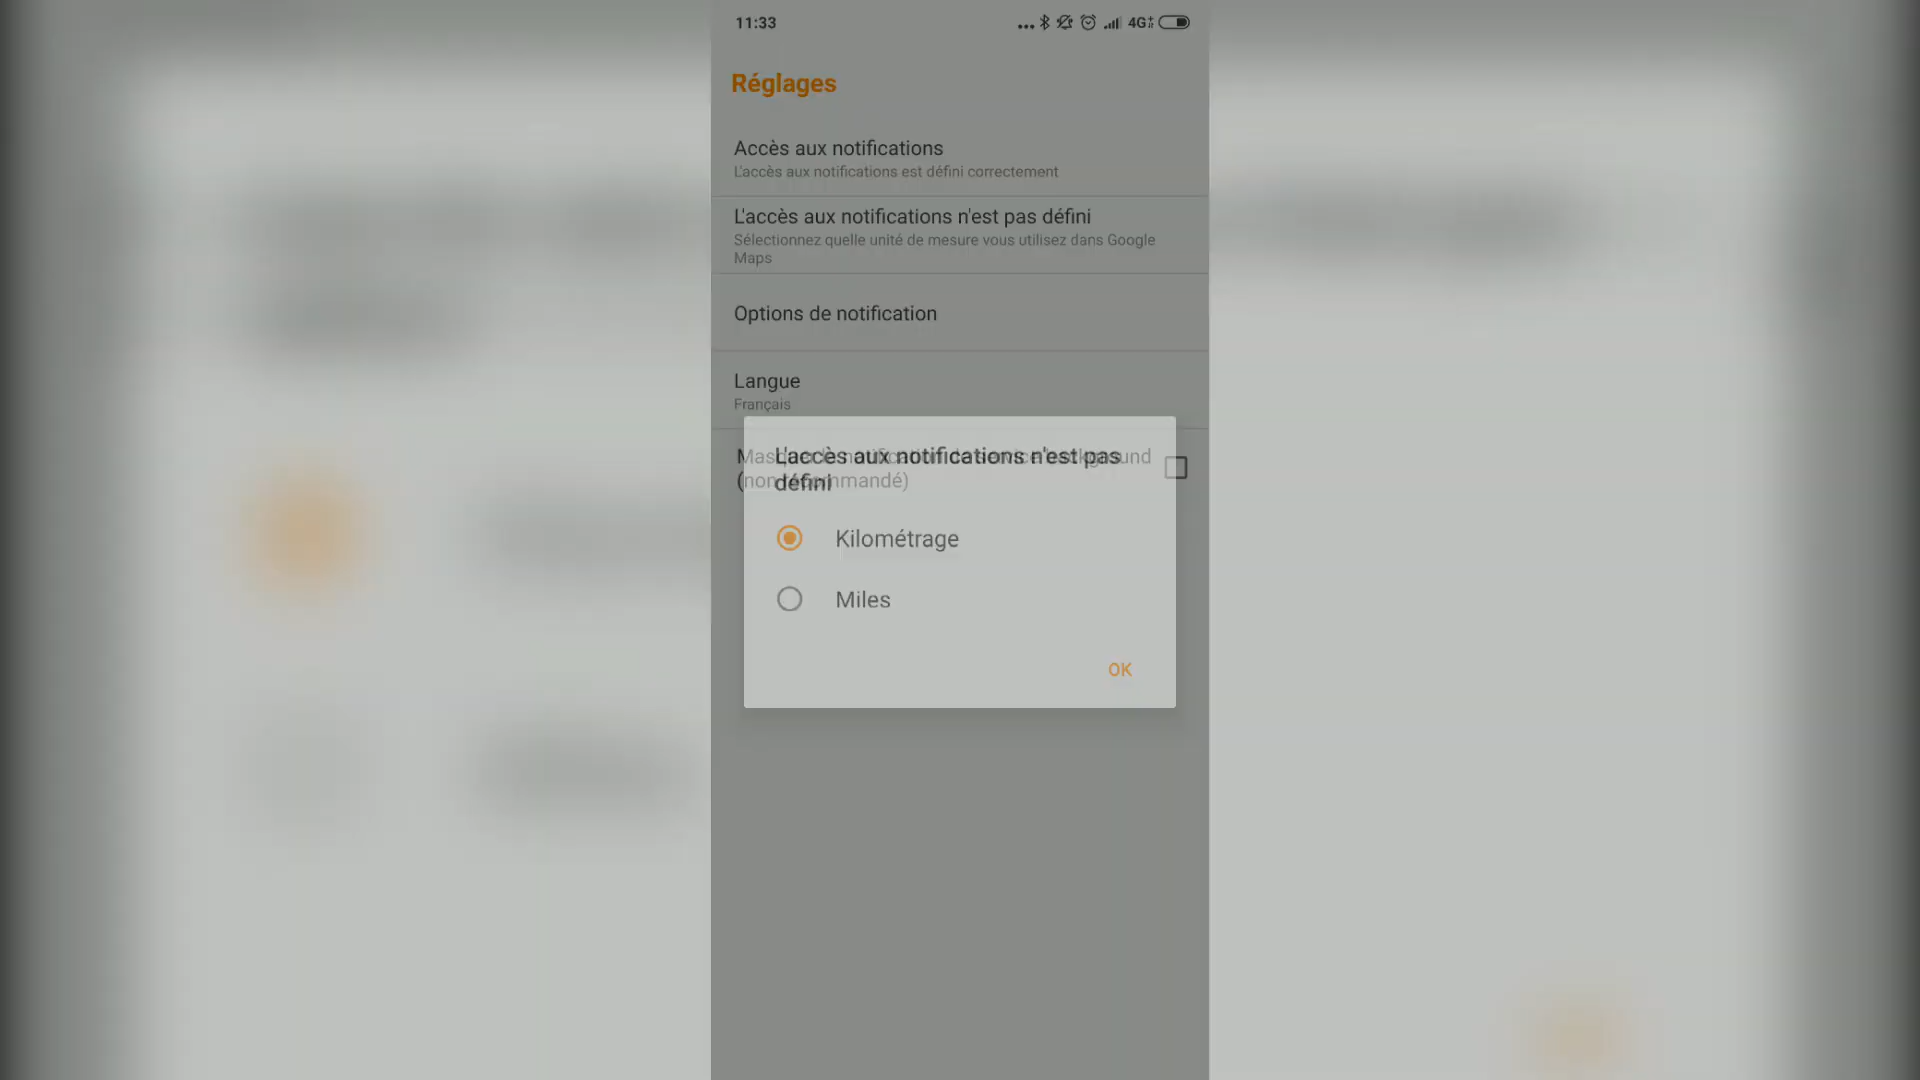 11:33
4G
Réglages
Accès aux notifications
L'accès aux notifications est défini correctement
L'accès aux notifications n'est pas défini
Sélectionnez quelle unité de mesure vous utilisez dans Google
Maps
Options de notification
Langue
Français
L'accès aux notifications n'est pas
défini
(non recommandé)
Kilométrage
Miles
OK